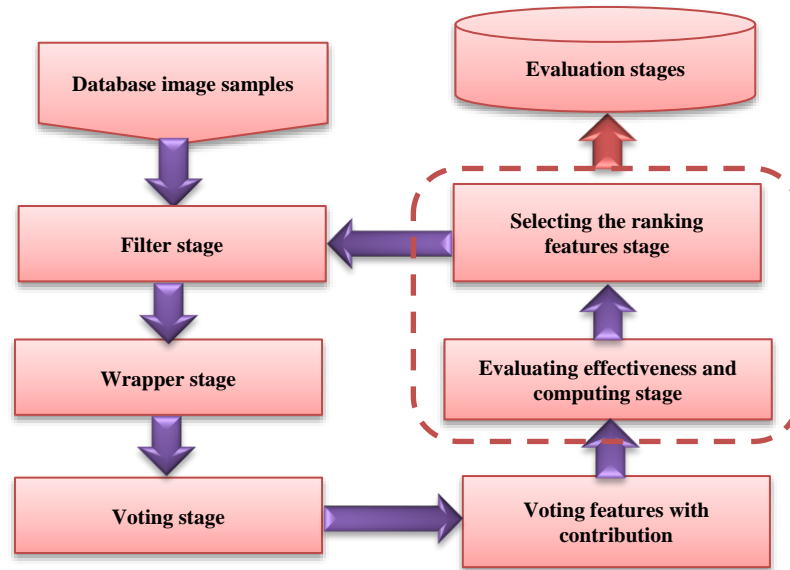 Database image samples
Evaluation stages
Filter stage
Selecting the ranking
features stage
Wrapper stage
Evaluating effectiveness and
computing stage
Voting stage
Voting features with
contribution